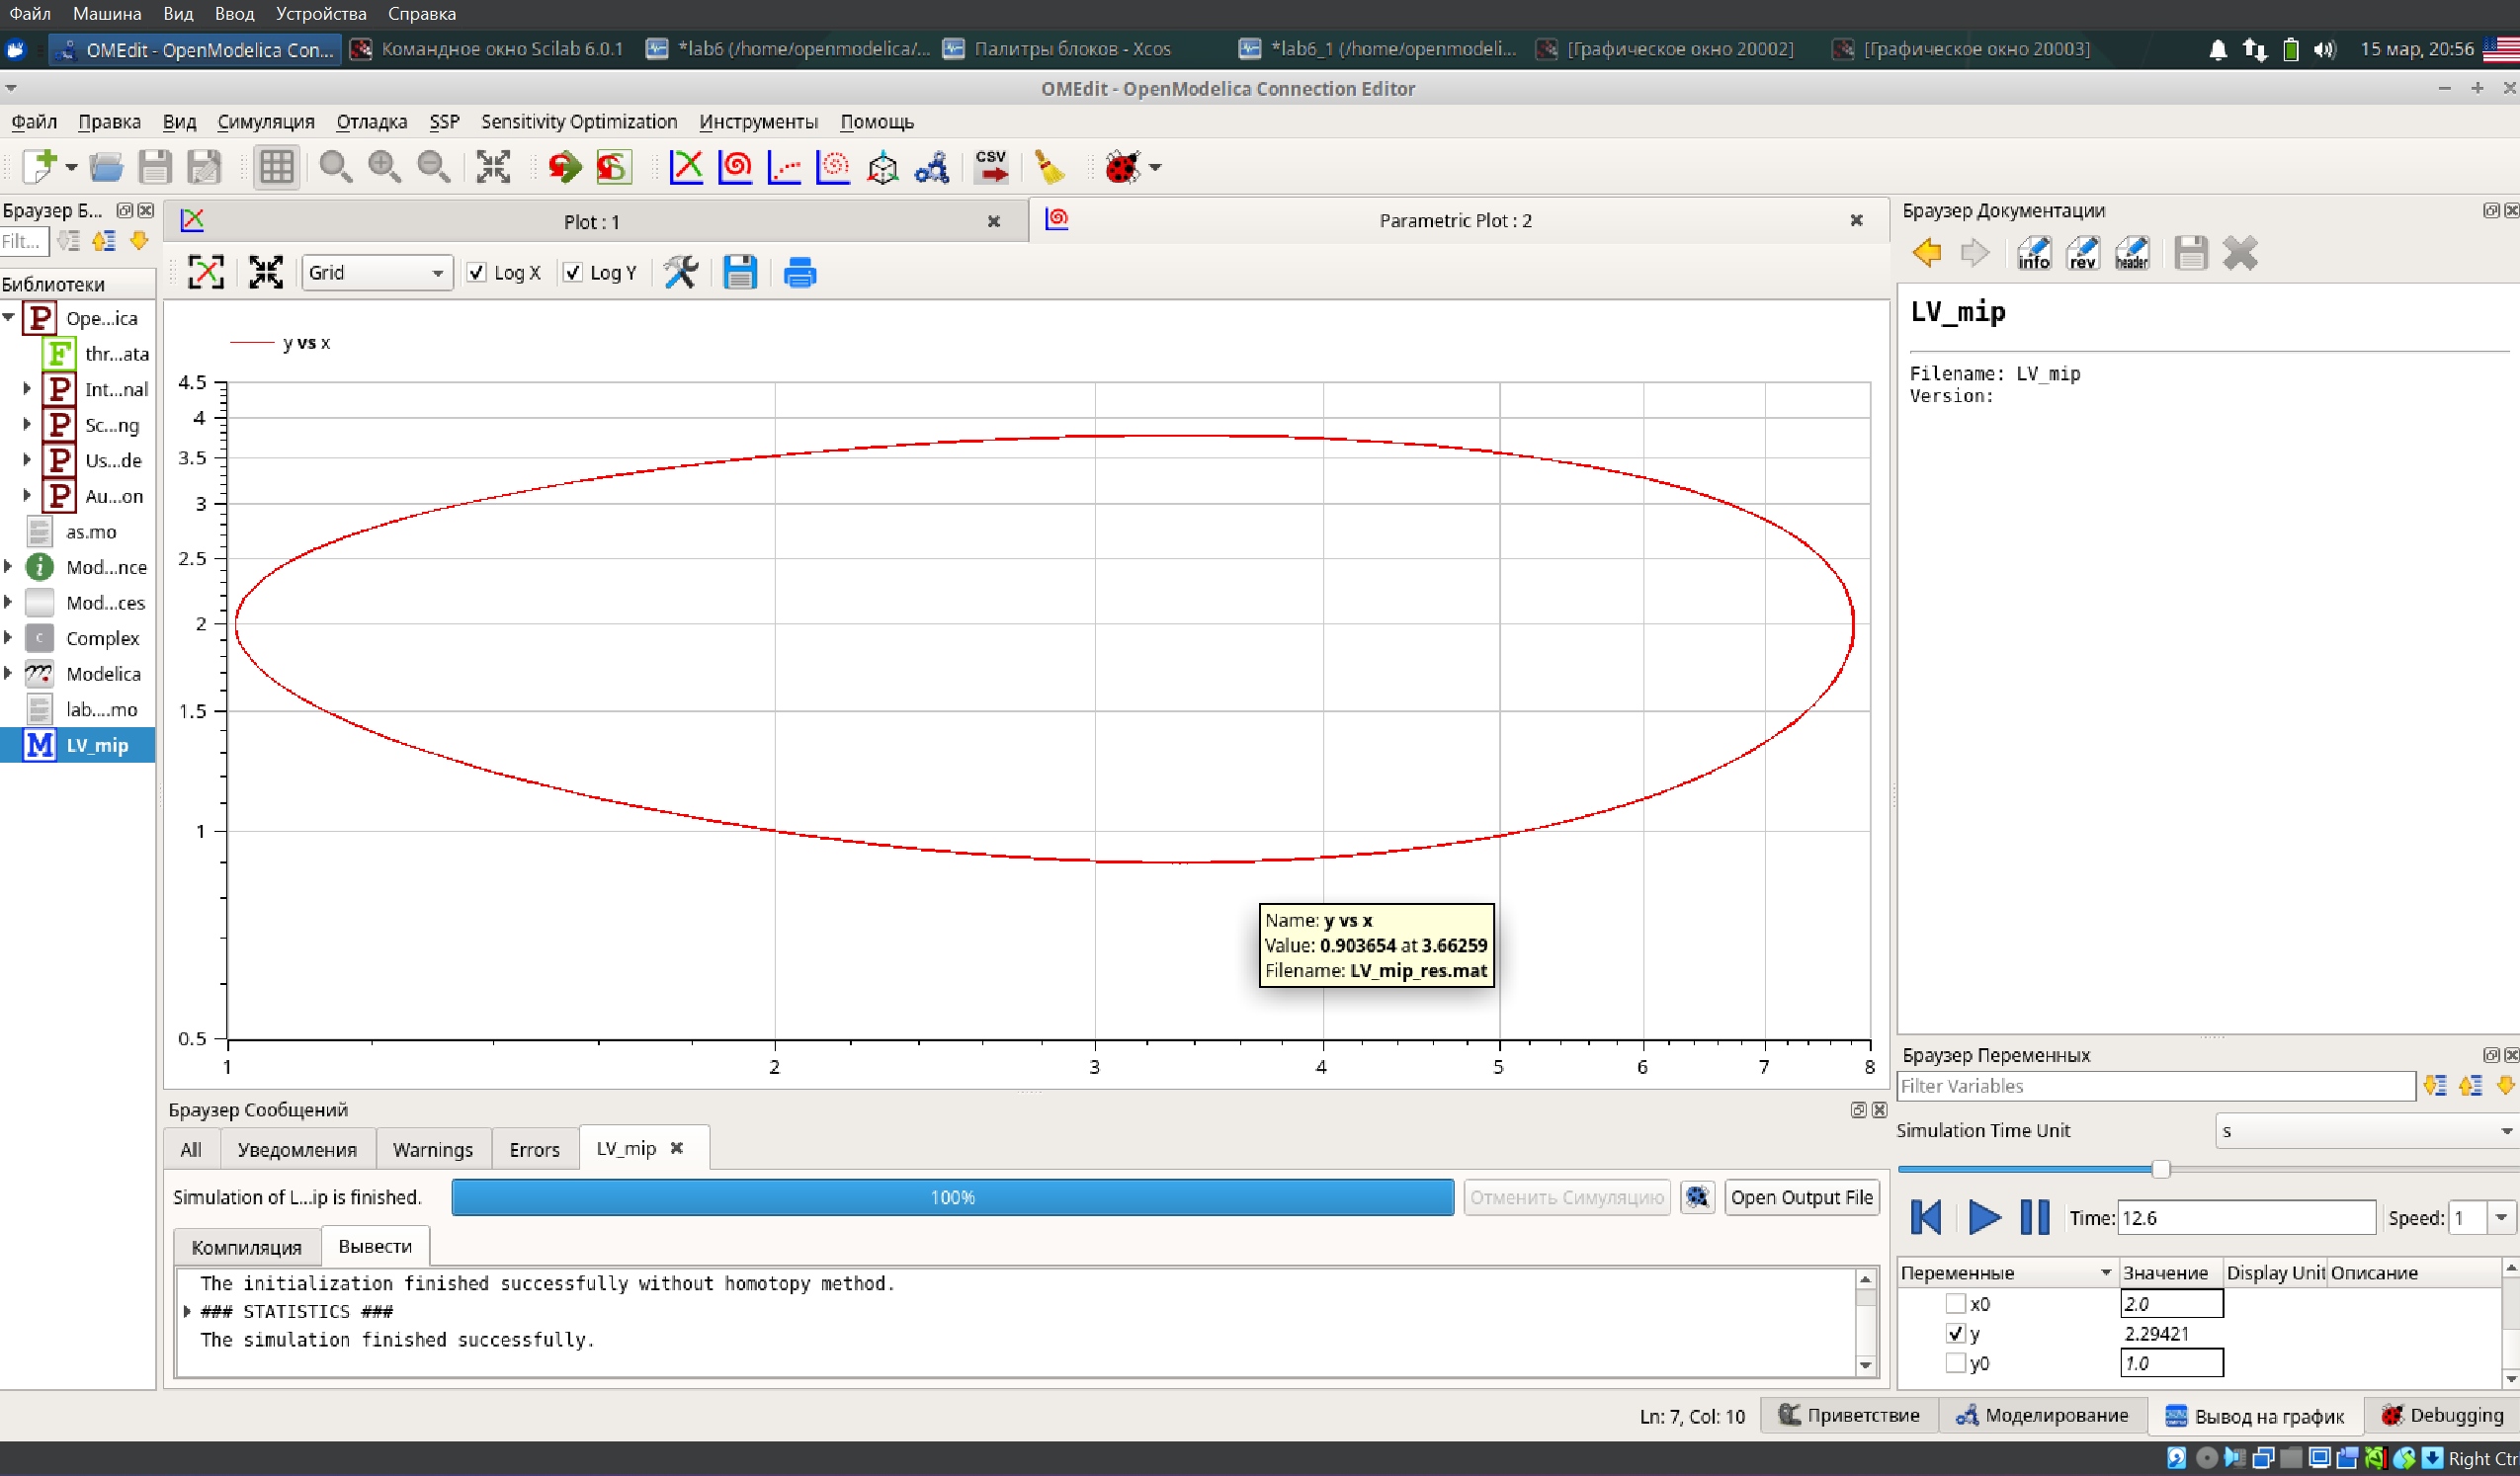 Файл Машина Вид Ввод Устройства Справка
OMEdit - OpenModelica Con... Командное окно Scilab 6.0.1 *lab6 (/home/openmodelica/... Палитры блоков - Xcos *lab6_1 (/home/openmodeli... [Графическое окно 20002] [Графическое окно 20003] 15 мар, 20:56
OMEdit - OpenModelica Connection Editor
Файл Правка Вид Симуляция Отладка SSP Sensitivity Optimization Инструменты Помощь
CSV
Браузер Б...
Filt...
Библиотеки
Ope...ica
thr...ata
Int...nal
Sc...ng
Us...de
Au...on
as.mo
Mod...nce
Mod...ces
Complex
Modelica
lab....mo
LV_mip
Plot : 1 Parametric Plot : 2
Grid Log X Log Y
y vs x
4.5
4
3.5
3
2.5
2
1.5
1
0.5
1 2 3 4 5 6 7 8
Name: y vs x
Value: 0.903654 at 3.66259
Filename: LV_mip_res.mat
Браузер Документации
info rev header
LV_mip
Filename: LV_mip
Version:
Браузер Сообщений
All Уведомления Warnings Errors LV_mip
Simulation of L...ip is finished. 100% Отменить Симуляцию Open Output File
Компиляция Вывести
The initialization finished successfully without homotopy method.
### STATISTICS ###
The simulation finished successfully.
Браузер Переменных
Filter Variables
Simulation Time Unit s
Time: 12.6 Speed: 1
Переменные Значение Display Unit Описание
x0 2.0
y 2.29421
y0 1.0
Ln: 7, Col: 10 Приветствие Моделирование Вывод на график Debugging
Right Ctr